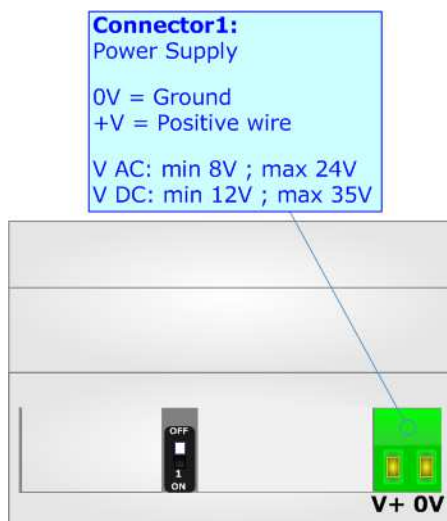 Connector1:
Power Supply
0V = Ground
+V = Positive wire
V AC: min 8V ; max 24V
V DC: min 12V ; max 35V
OFF
1
ON
V+ 0V